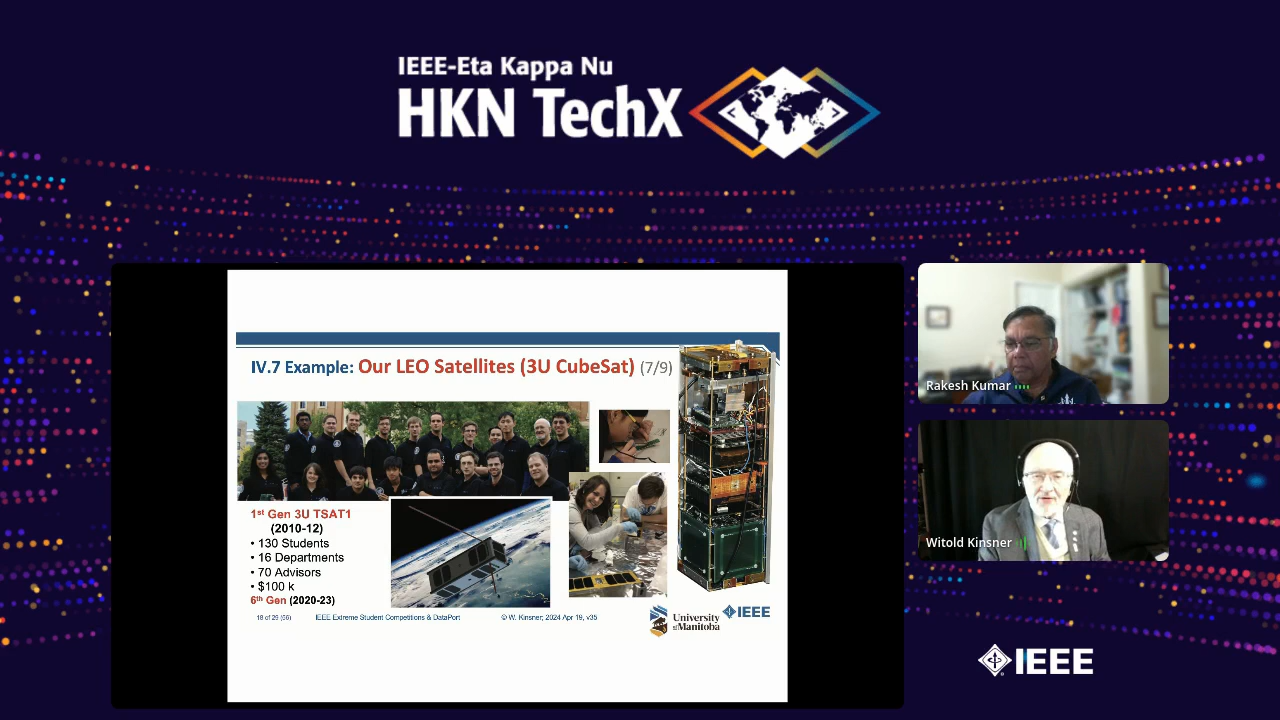 IEEE-Eta Kappa Nu
HKN TechX
IV.7 Example: Our LEO Satellites (3U CubeSat) (7/9)
1st Gen 3U TSAT1
(2010-12)
• 130 Students
• 16 Departments
• 70 Advisors
• $100 k
6th Gen (2020-23)
18 of 29 (56) IEEE Extreme Student Competitions & DataPort © W. Kinsner; 2024 Apr 19, v35
University
of Manitoba
IEEE
Rakesh Kumar
Witold Kinsner
IEEE